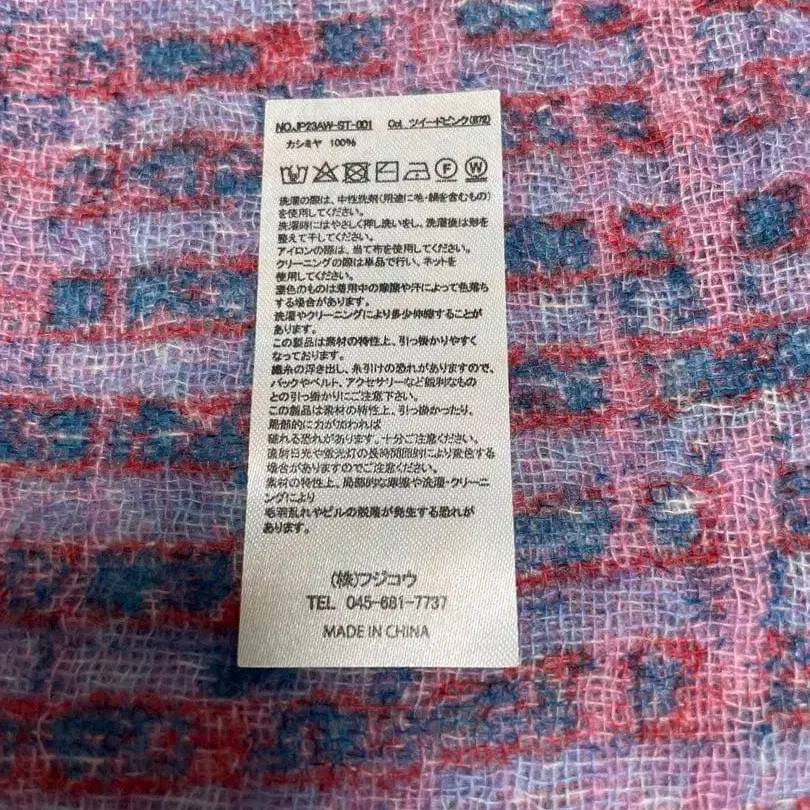 NO.JP23AW-ST-001 Col. ツイードピンク(672)
カシミヤ 100%
洗濯の際は、中性洗剤(用途に毛・絹を含むもの)
を使用してください。
洗濯時にはやさしく押し洗いをし、洗濯後は形を
整えて干してください。
アイロンの際は、当て布を使用してください。
クリーニングの際は単品で行い、ネットを
使用してください。
濃色のものは着用中の摩擦や汗によって色落ち
する場合があります。
洗濯やクリーニングにより多少伸縮することが
あります。
この製品は素材の特性上、引っ掛かりやすく
なっております。
織糸の浮き出し、糸引けの恐れがありますので、
バックやベルト、アクセサリーなど鋭利なもの
との引っ掛かりにご注意下さい。
この製品は素材の特性上、引っ掛かったり、
局部的に力が加われば
破れる恐れがあります。十分ご注意ください。
直射日光や蛍光灯の長時間照射により変色する
場合がありますのでご注意ください。
素材の特性上、局部的な摩擦や洗濯・クリーニ
ングにより
毛羽乱れやピルの脱落が発生する恐れが
あります。
(株)フジコウ
TEL 045-681-7737
MADE IN CHINA